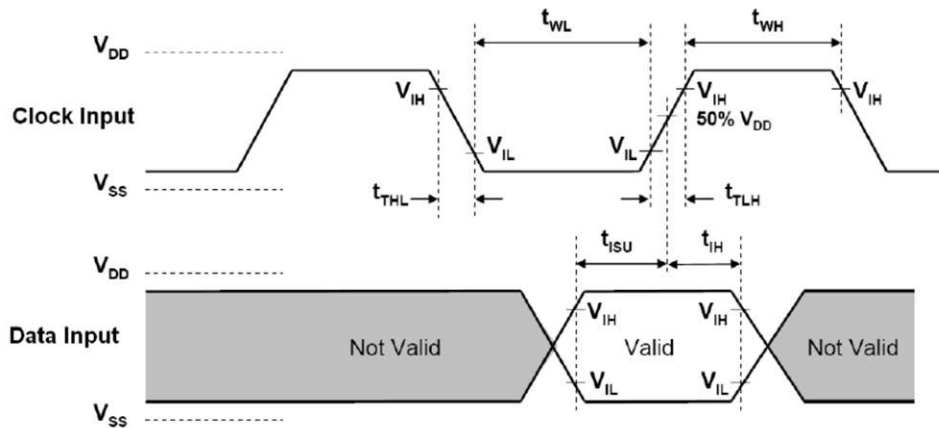 t_WL t_WH
V_DD
V_IH V_IH V_IH
Clock Input 50% V_DD
V_IL V_IL
V_SS
t_THL t_TLH
t_ISU t_IH
V_DD
V_IH V_IH
Data Input Not Valid Valid Not Valid
V_IL V_IL
V_SS